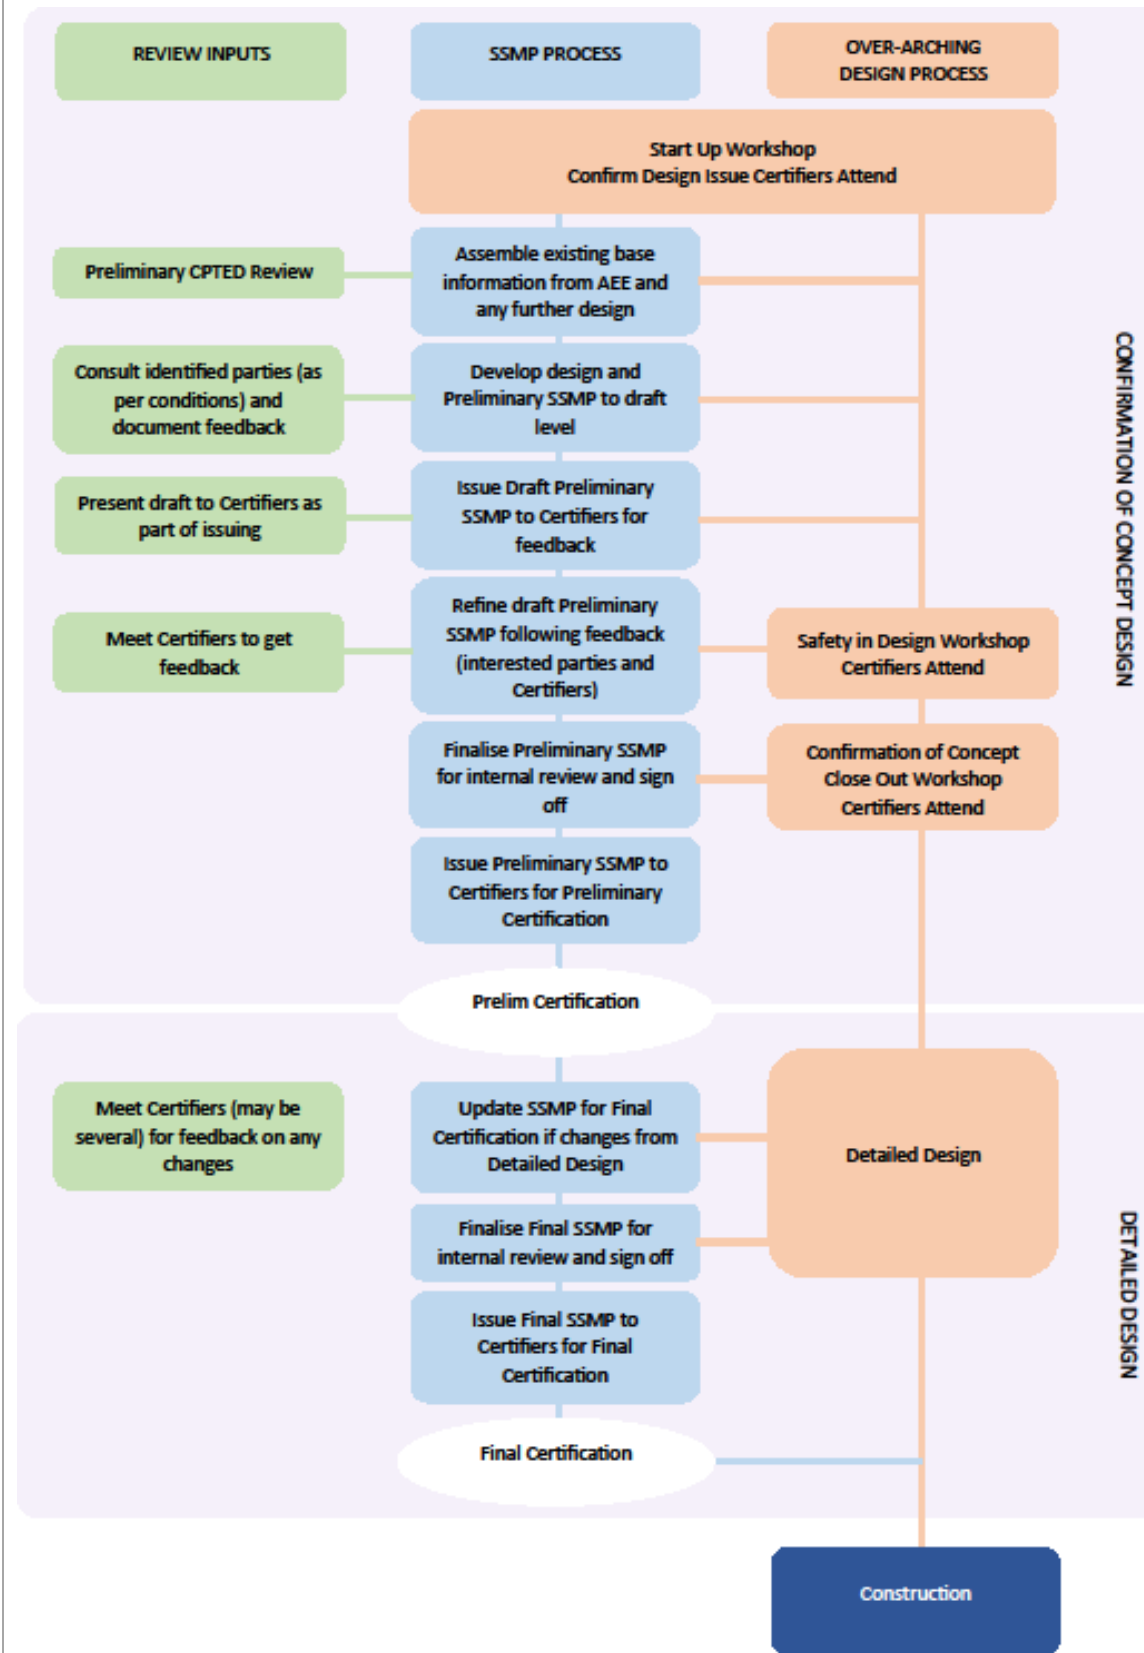 REVIEW INPUTS
SSMP PROCESS
OVER-ARCHING
DESIGN PROCESS
Start Up Workshop
Confirm Design Issue Certifiers Attend
Preliminary CPTED Review
Assemble existing base
information from AEE and
any further design
Consult identified parties (as
per conditions) and
document feedback
Develop design and
Preliminary SSMP to draft
level
Present draft to Certifiers as
part of issuing
Issue Draft Preliminary
SSMP to Certifiers for
feedback
Meet Certifiers to get
feedback
Refine draft Preliminary
SSMP following feedback
(interested parties and
Certifiers)
Safety in Design Workshop
Certifiers Attend
Finalise Preliminary SSMP
for internal review and sign
off
Confirmation of Concept
Close Out Workshop
Certifiers Attend
Issue Preliminary SSMP to
Certifiers for Preliminary
Certification
Prelim Certification
CONFIRMATION OF CONCEPT DESIGN
Meet Certifiers (may be
several) for feedback on any
changes
Update SSMP for Final
Certification if changes from
Detailed Design
Detailed Design
Finalise Final SSMP for
internal review and sign off
Issue Final SSMP to
Certifiers for Final
Certification
Final Certification
DETAILED DESIGN
Construction